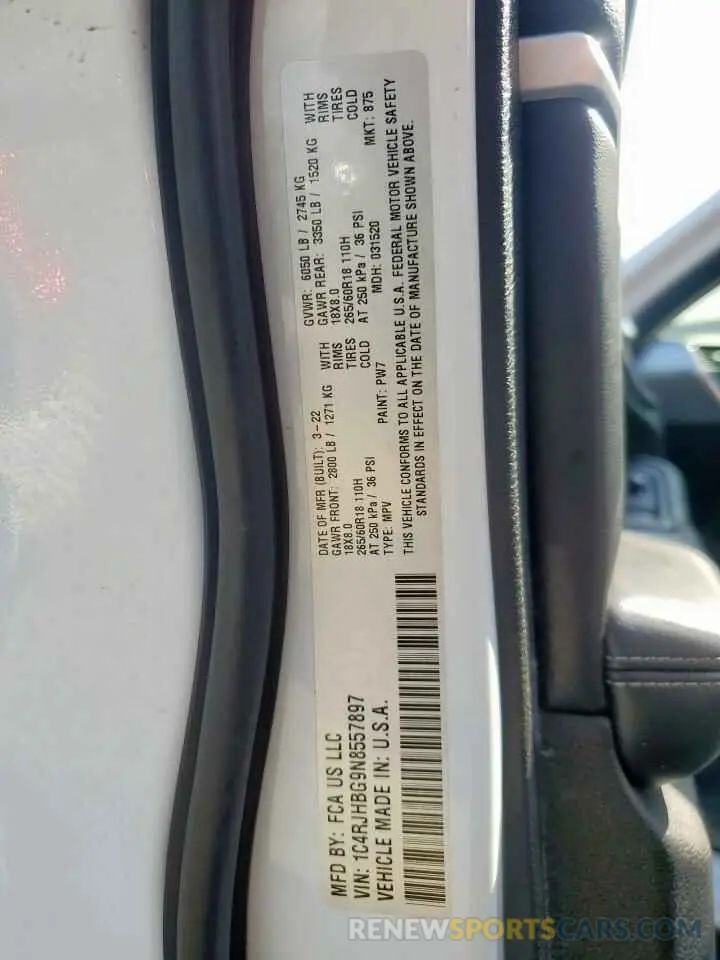 MFD BY: FCA US LLC
VIN: 1C4RJHBG9N8557897
VEHICLE MADE IN: U.S.A.
DATE OF MFR (BUILT): 3-22
GAWR FRONT: 2800 LB / 1271 KG WITH
18X8.0 RIMS
265/60R18 110H TIRES
AT 250 kPa / 36 PSI COLD
TYPE: MPV PAINT: PW7
GVWR: 6050 LB / 2745 KG
GAWR REAR: 3350 LB / 1520 KG WITH
18X8.0 RIMS
265/60R18 110H TIRES
AT 250 kPa / 36 PSI COLD
MDH: 031520 MKT: 875
THIS VEHICLE CONFORMS TO ALL APPLICABLE U.S.A. FEDERAL MOTOR VEHICLE SAFETY
STANDARDS IN EFFECT ON THE DATE OF MANUFACTURE SHOWN ABOVE.
RENEWSPORTSCARS.COM